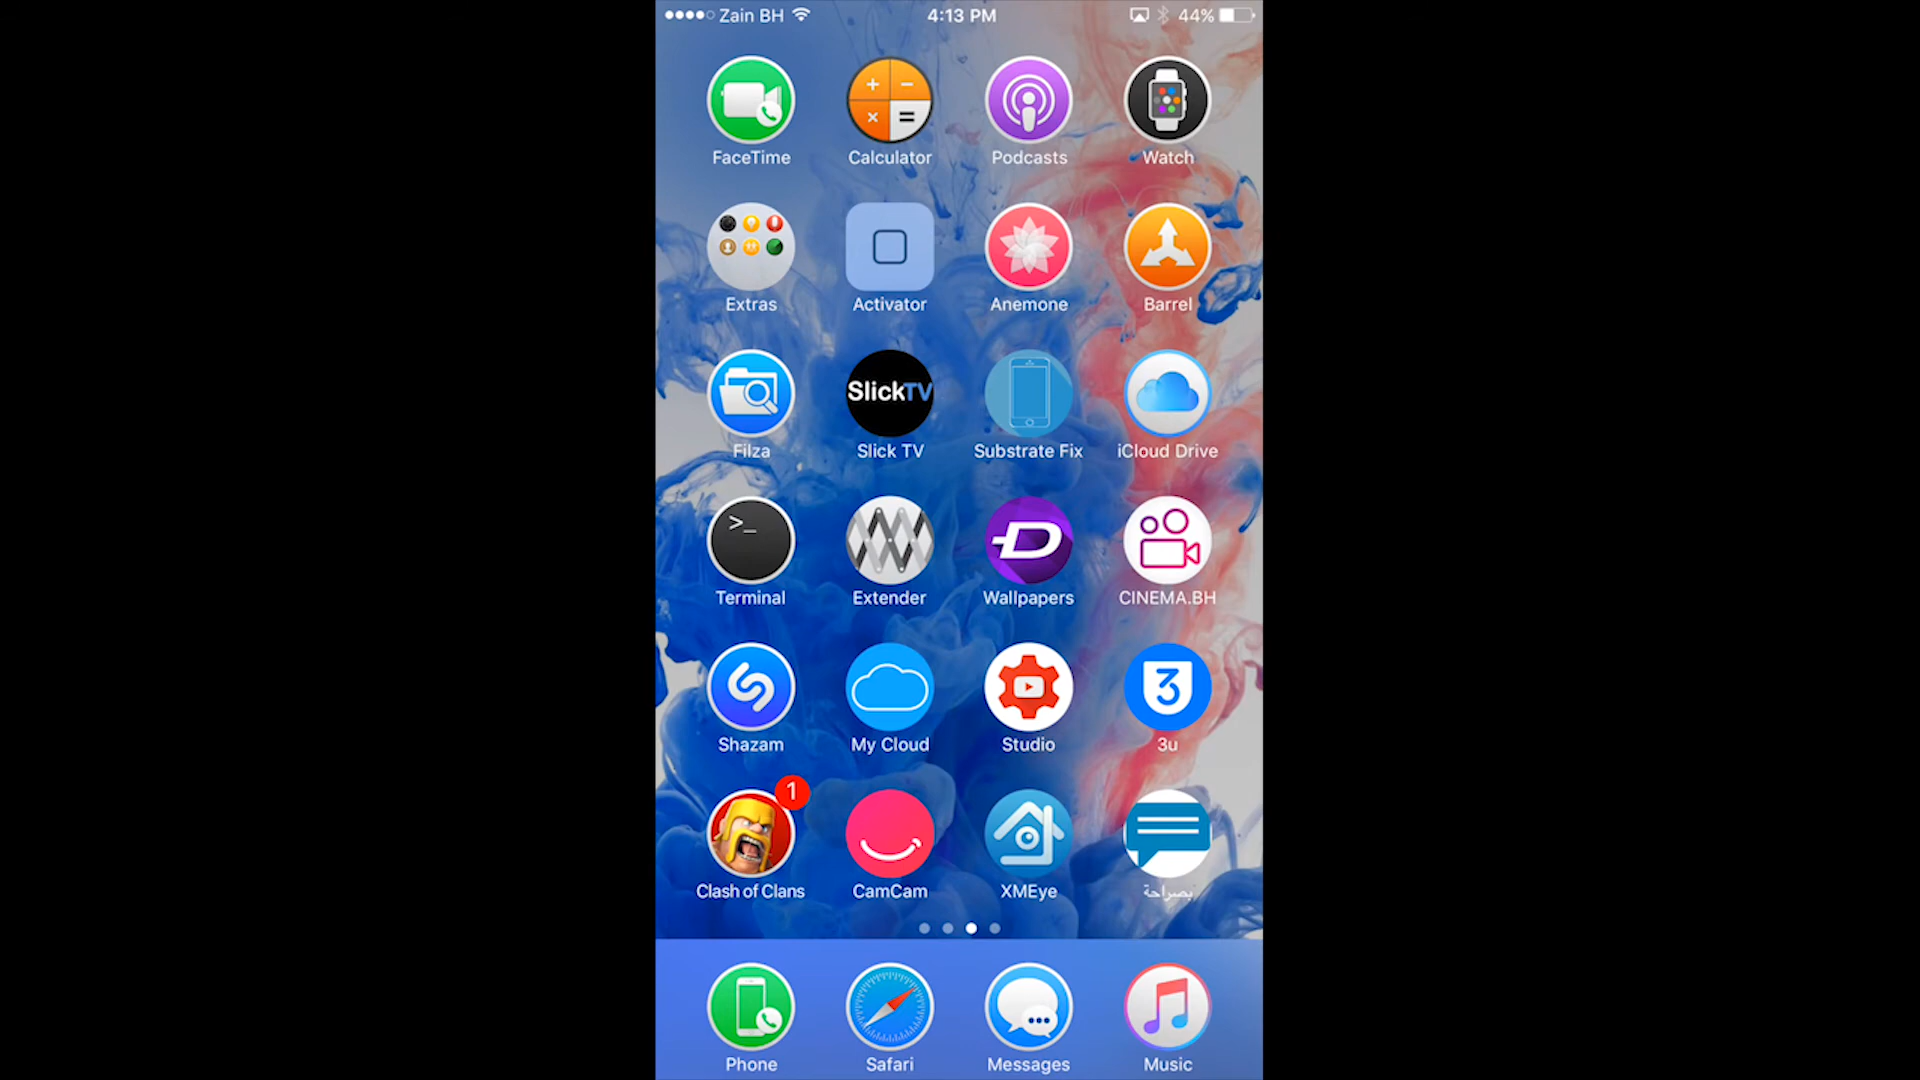 Zain BH 4:13 PM 44%
FaceTime Calculator Podcasts Watch
Extras Activator Anemone Barrel
SlickTV
Filza Slick TV Substrate Fix iCloud Drive
>_
Terminal Extender Wallpapers CINEMA.BH
3
Shazam My Cloud Studio 3u
1
Clash of Clans CamCam XMEye بصراحة
Phone Safari Messages Music